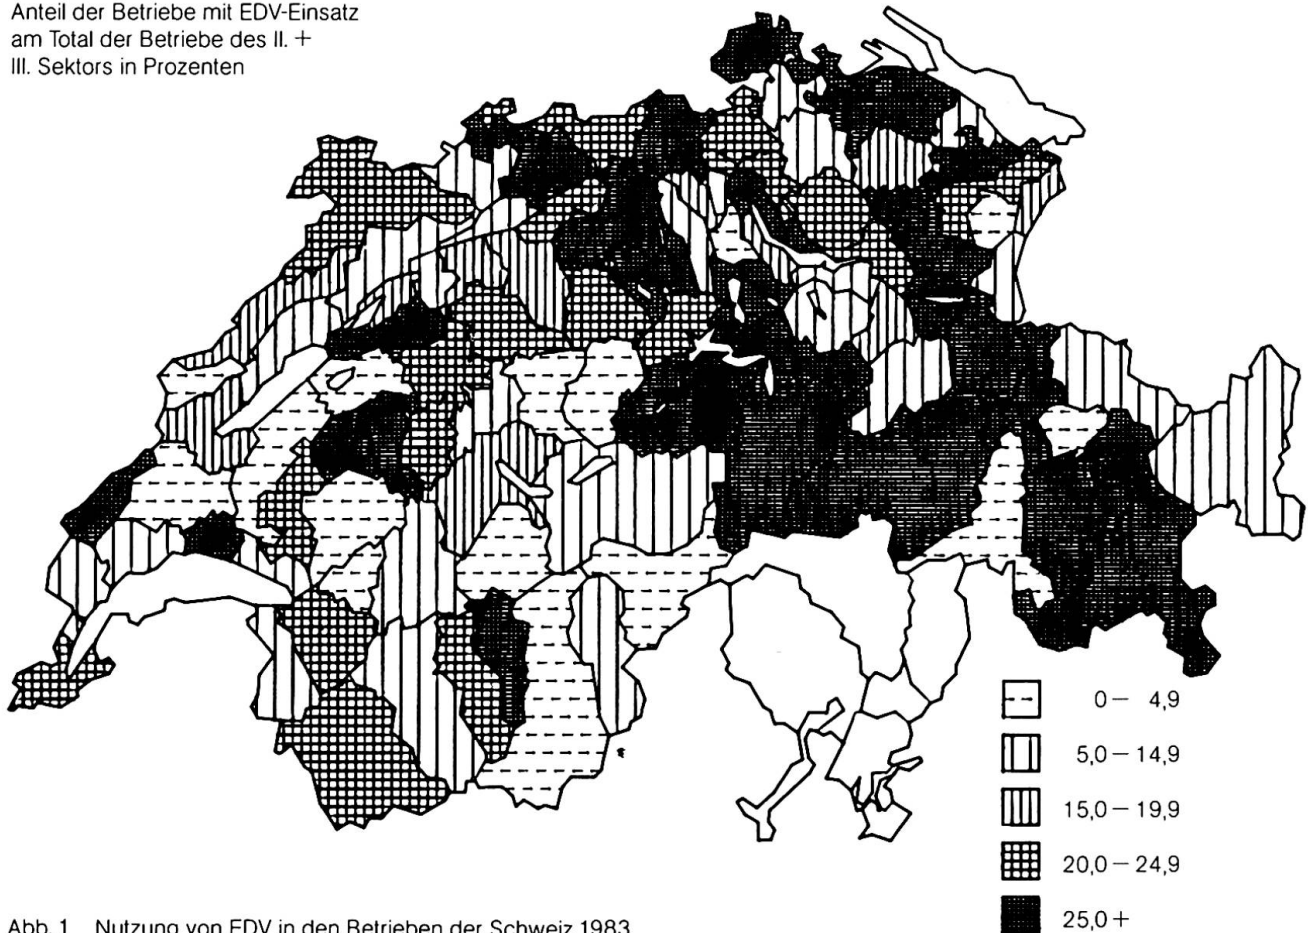 Anteil der Betriebe mit EDV-Einsatz
am Total der Betriebe des II. +
III. Sektors in Prozenten
0 — 4,9
5,0 — 14,9
15,0 — 19,9
20,0 — 24,9
25,0 +
Abb. 1 Nutzung von EDV in den Betrieben der Schweiz 1983